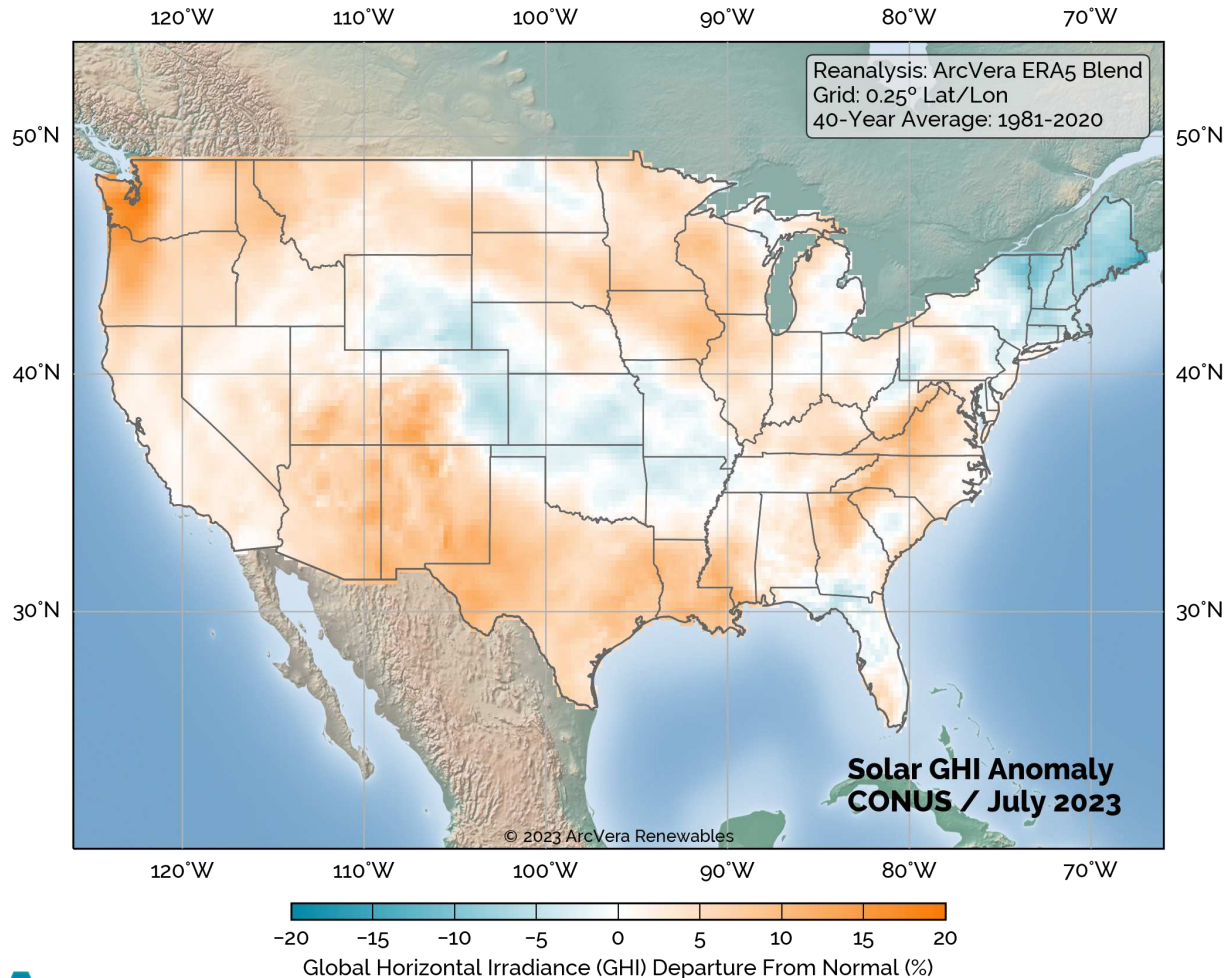 120°W 110°W 100°W 90°W 80°W 70°W
Reanalysis: ArcVera ERA5 Blend
Grid: 0.25° Lat/Lon
40-Year Average: 1981-2020
50°N 50°N
40°N 40°N
30°N 30°N
Solar GHI Anomaly
CONUS / July 2023
© 2023 ArcVera Renewables
120°W 110°W 100°W 90°W 80°W 70°W
−20 −15 −10 −5 0 5 10 15 20
Global Horizontal Irradiance (GHI) Departure From Normal (%)